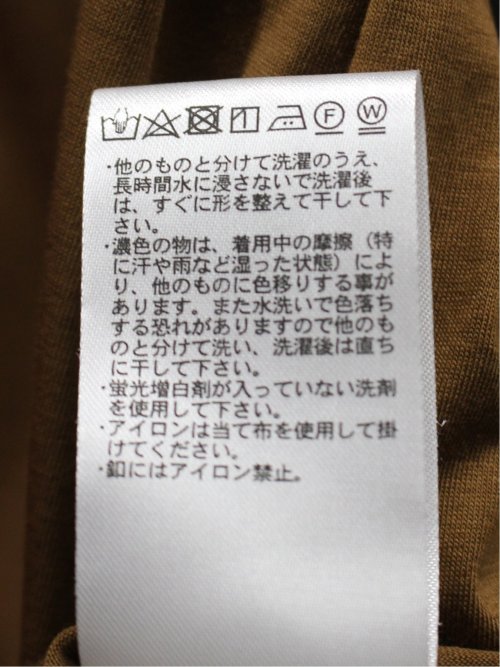 F W
・他のものと分けて洗濯のうえ、
長時間水に浸さないで洗濯後
は、すぐに形を整えて干して下
さい。
・濃色の物は、着用中の摩擦（特
に汗や雨など湿った状態）によ
り、他のものに色移りする事が
あります。また水洗いで色落ち
する恐れがありますので他のも
のと分けて洗い、洗濯後は直ち
に干して下さい。
・蛍光増白剤が入っていない洗剤
を使用して下さい。
・アイロンは当て布を使用して掛
けてください。
・釦にはアイロン禁止。